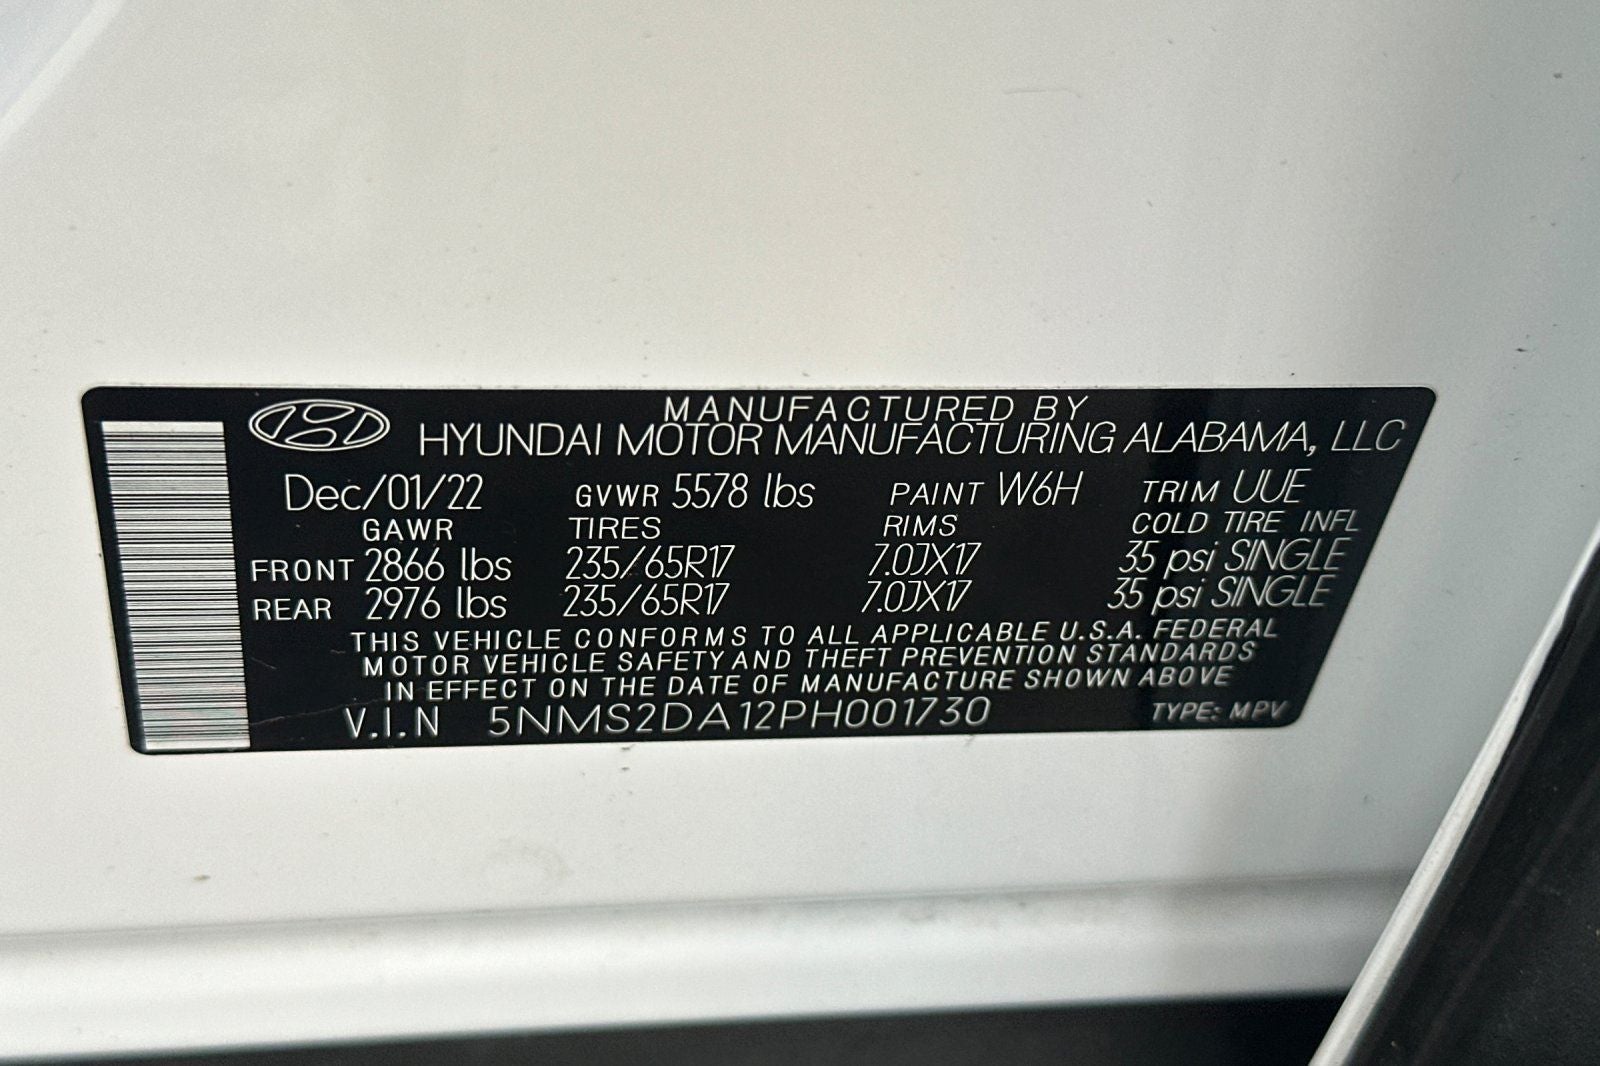 MANUFACTURED BY
HYUNDAI MOTOR MANUFACTURING ALABAMA, LLC
Dec/01/22 GVWR 5578 lbs PAINT W6H TRIM UUE
GAWR TIRES RIMS COLD TIRE INFL
FRONT 2866 lbs 235/65R17 7.0JX17 35 psi SINGLE
REAR 2976 lbs 235/65R17 7.0JX17 35 psi SINGLE
THIS VEHICLE CONFORMS TO ALL APPLICABLE U.S.A. FEDERAL
MOTOR VEHICLE SAFETY AND THEFT PREVENTION STANDARDS
IN EFFECT ON THE DATE OF MANUFACTURE SHOWN ABOVE
V.I.N 5NMS2DA12PH001730 TYPE: MPV